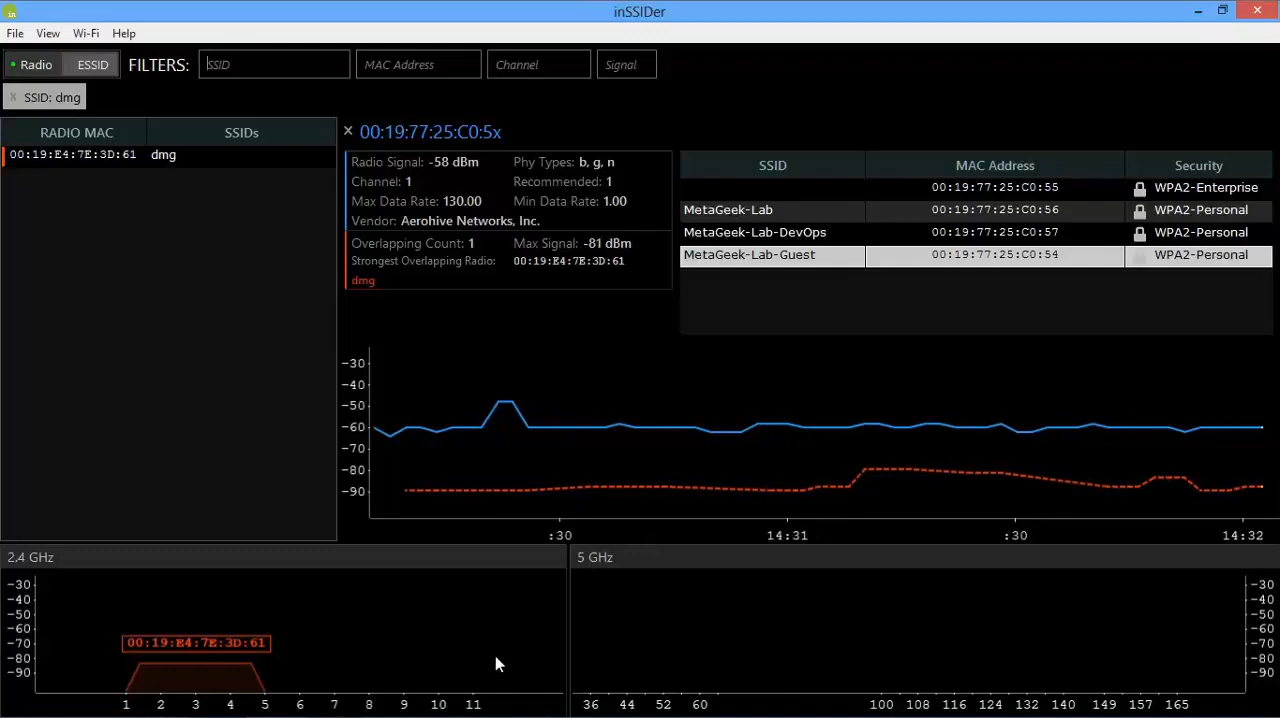 in
inSSIDer
File View Wi-Fi Help
Radio ESSID FILTERS: SSID MAC Address Channel Signal
x SSID: dmg
RADIO MAC SSIDs
00:19:E4:7E:3D:61 dmg
× 00:19:77:25:C0:5x
Radio Signal: -58 dBm Phy Types: b, g, n
Channel: 1 Recommended: 1
Max Data Rate: 130.00 Min Data Rate: 1.00
Vendor: Aerohive Networks, Inc.
Overlapping Count: 1 Max Signal: -81 dBm
Strongest Overlapping Radio: 00:19:E4:7E:3D:61
dmg
SSID MAC Address Security
00:19:77:25:C0:55 WPA2-Enterprise
MetaGeek-Lab 00:19:77:25:C0:56 WPA2-Personal
MetaGeek-Lab-DevOps 00:19:77:25:C0:57 WPA2-Personal
MetaGeek-Lab-Guest 00:19:77:25:C0:54 WPA2-Personal
-30
-40
-50
-60
-70
-80
-90
:30 14:31 :30 14:32
2.4 GHz
-30
-40
-50
-60
-70
-80
-90
00:19:E4:7E:3D:61
1 2 3 4 5 6 7 8 9 10 11
5 GHz
-30
-40
-50
-60
-70
-80
-90
36 44 52 60 100 108 116 124 132 140 149 157 165